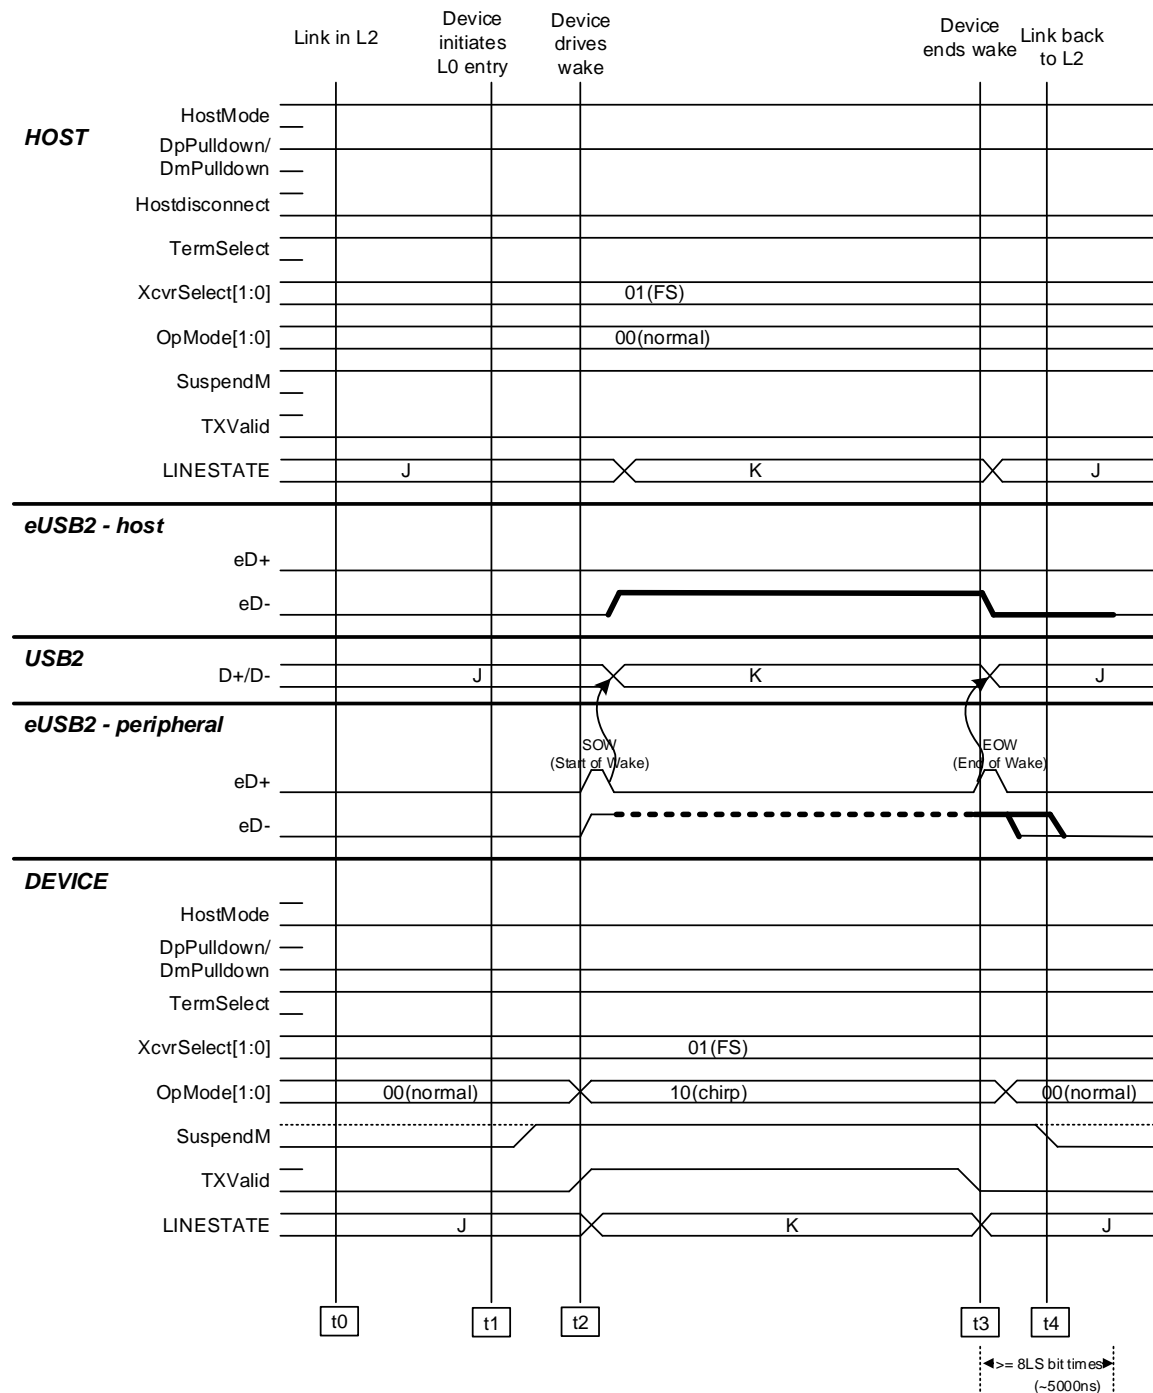 Link in L2
Device
initiates
L0 entry
Device
drives
wake
Device
ends wake
Link back
to L2
HOST
HostMode
DpPulldown/
DmPulldown
Hostdisconnect
TermSelect
XcvrSelect[1:0]
01(FS)
OpMode[1:0]
00(normal)
SuspendM
TXValid
LINESTATE
J
K
J
eUSB2 - host
eD+
eD-
USB2
D+/D-
J
K
J
eUSB2 - peripheral
SOW
(Start of Wake)
EOW
(End of Wake)
eD+
eD-
DEVICE
HostMode
DpPulldown/
DmPulldown
TermSelect
XcvrSelect[1:0]
01(FS)
OpMode[1:0]
00(normal)
10(chirp)
00(normal)
SuspendM
TXValid
LINESTATE
J
K
J
t0
t1
t2
t3
t4
>= 8LS bit times
(~5000ns)